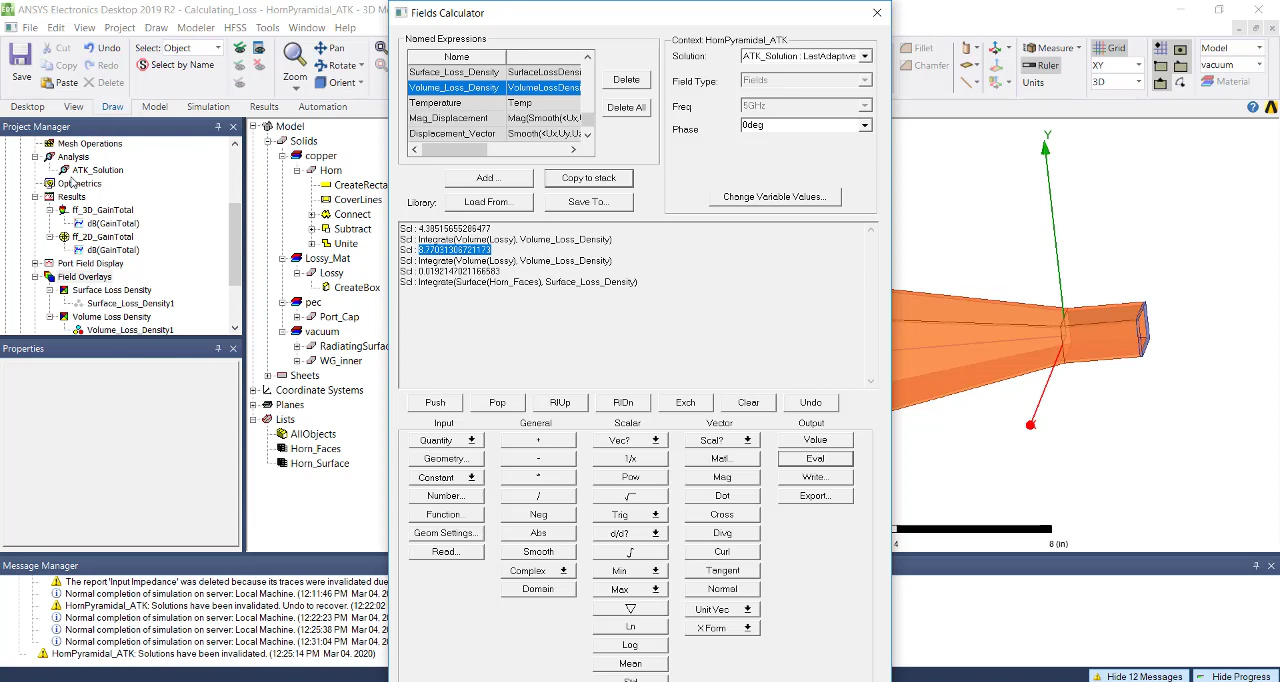 ANSYS Electronics Desktop 2019 R2 - Calculating_Loss - HornPyramidal_ATK - 3D M
File Edit View Project Draw Modeler HFSS Tools Window Help
Save
Cut Undo
Copy Redo
Paste Delete
Select: Object
Select by Name
Zoom
Pan
Rotate
Orient
Fillet
Chamfer
Measure
Ruler
Units
Grid
XY
3D
Model
vacuum
Material
Desktop View Draw Model Simulation Results Automation
Project Manager
Mesh Operations
Analysis
ATK_Solution
Optimetrics
Results
ff_3D_GainTotal
dB(GainTotal)
ff_2D_GainTotal
dB(GainTotal)
Port Field Display
Field Overlays
Surface Loss Density
Surface_Loss_Density1
Volume Loss Density
Volume_Loss_Density1
Properties
Model
Solids
copper
Horn
CreateRecta
CoverLines
Connect
Subtract
Unite
Lossy_Mat
Lossy
CreateBox
pec
Port_Cap
vacuum
RadiatingSurfac
WG_inner
Sheets
Coordinate Systems
Planes
Lists
AllObjects
Horn_Faces
Horn_Surface
Fields Calculator
Named Expressions
Name
Surface_Loss_Density SurfaceLossDensi
Volume_Loss_Density VolumeLossDensi
Temperature Temp
Mag_Displacement Mag(Smooth(<Ux,
Displacement_Vector Smooth(<Ux,Uy,U
Delete
Delete All
Add ...
Copy to stack
Library:
Load From...
Save To...
Context: HornPyramidal_ATK
Solution: ATK_Solution : LastAdaptive
Field Type: Fields
Freq 5GHz
Phase 0deg
Change Variable Values...
Scl : 4.38515655286477
Scl : Integrate(Volume(Lossy), Volume_Loss_Density)
Scl : 8.77031306721173
Scl : Integrate(Volume(Lossy), Volume_Loss_Density)
Scl : 0.0192147021166583
Scl : Integrate(Surface(Horn_Faces), Surface_Loss_Density)
Push Pop RlUp RlDn Exch Clear Undo
Input General Scalar Vector Output
Quantity + Vec? Scal? Value
Geometry... - 1/x Matl... Eval
Constant * Pow Mag Write...
Number... / √ Dot Export...
Function... Neg Trig Cross
Geom Settings... Abs d/d? Divg
Read... Smooth ∫ Curl
Complex Min Tangent
Domain Max Normal
▽ Unit Vec
Ln X Form
Log
Mean
Std
Y
4 8 (in)
Message Manager
The report 'Input Impedance' was deleted because its traces were invalidated due
Normal completion of simulation on server: Local Machine. (12:11:46 PM Mar 04, 20
HornPyramidal_ATK: Solutions have been invalidated. Undo to recover. (12:22:02
Normal completion of simulation on server: Local Machine. (12:22:23 PM Mar 04, 20
Normal completion of simulation on server: Local Machine. (12:25:38 PM Mar 04, 20
Normal completion of simulation on server: Local Machine. (12:31:04 PM Mar 04, 20
HornPyramidal_ATK: Solutions have been invalidated. (12:25:14 PM Mar 04, 2020)
Hide 12 Messages Hide Progress